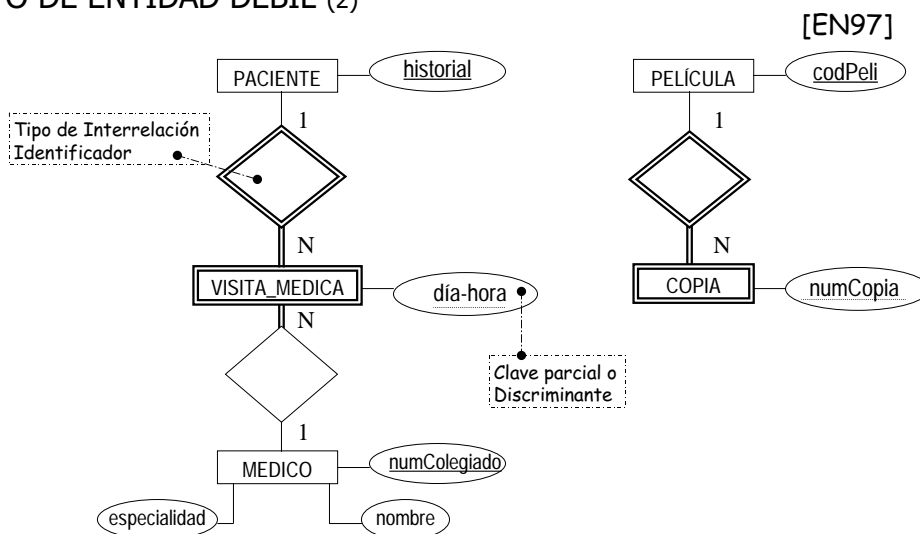 O DE ENTIDAD DÉBIL (2)
[EN97]
PACIENTE
historial
PELÍCULA
codPeli
1
1
Tipo de Interrelación
Identificador
N
N
VISITA_MEDICA
día-hora
COPIA
numCopia
N
Clave parcial o
Discriminante
1
MEDICO
numColegiado
especialidad
nombre